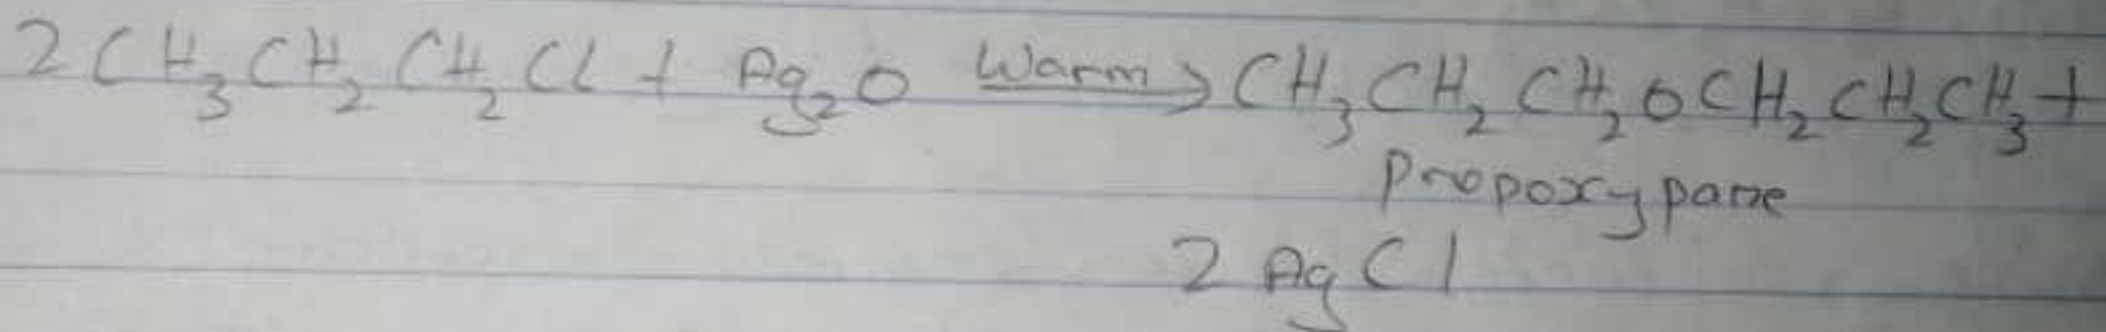 2CH₃CH₂CH₂Cl + Ag₂O Warm→ CH₃CH₂CH₂OCH₂CH₂CH₃ +
Propoxypane
2AgCl